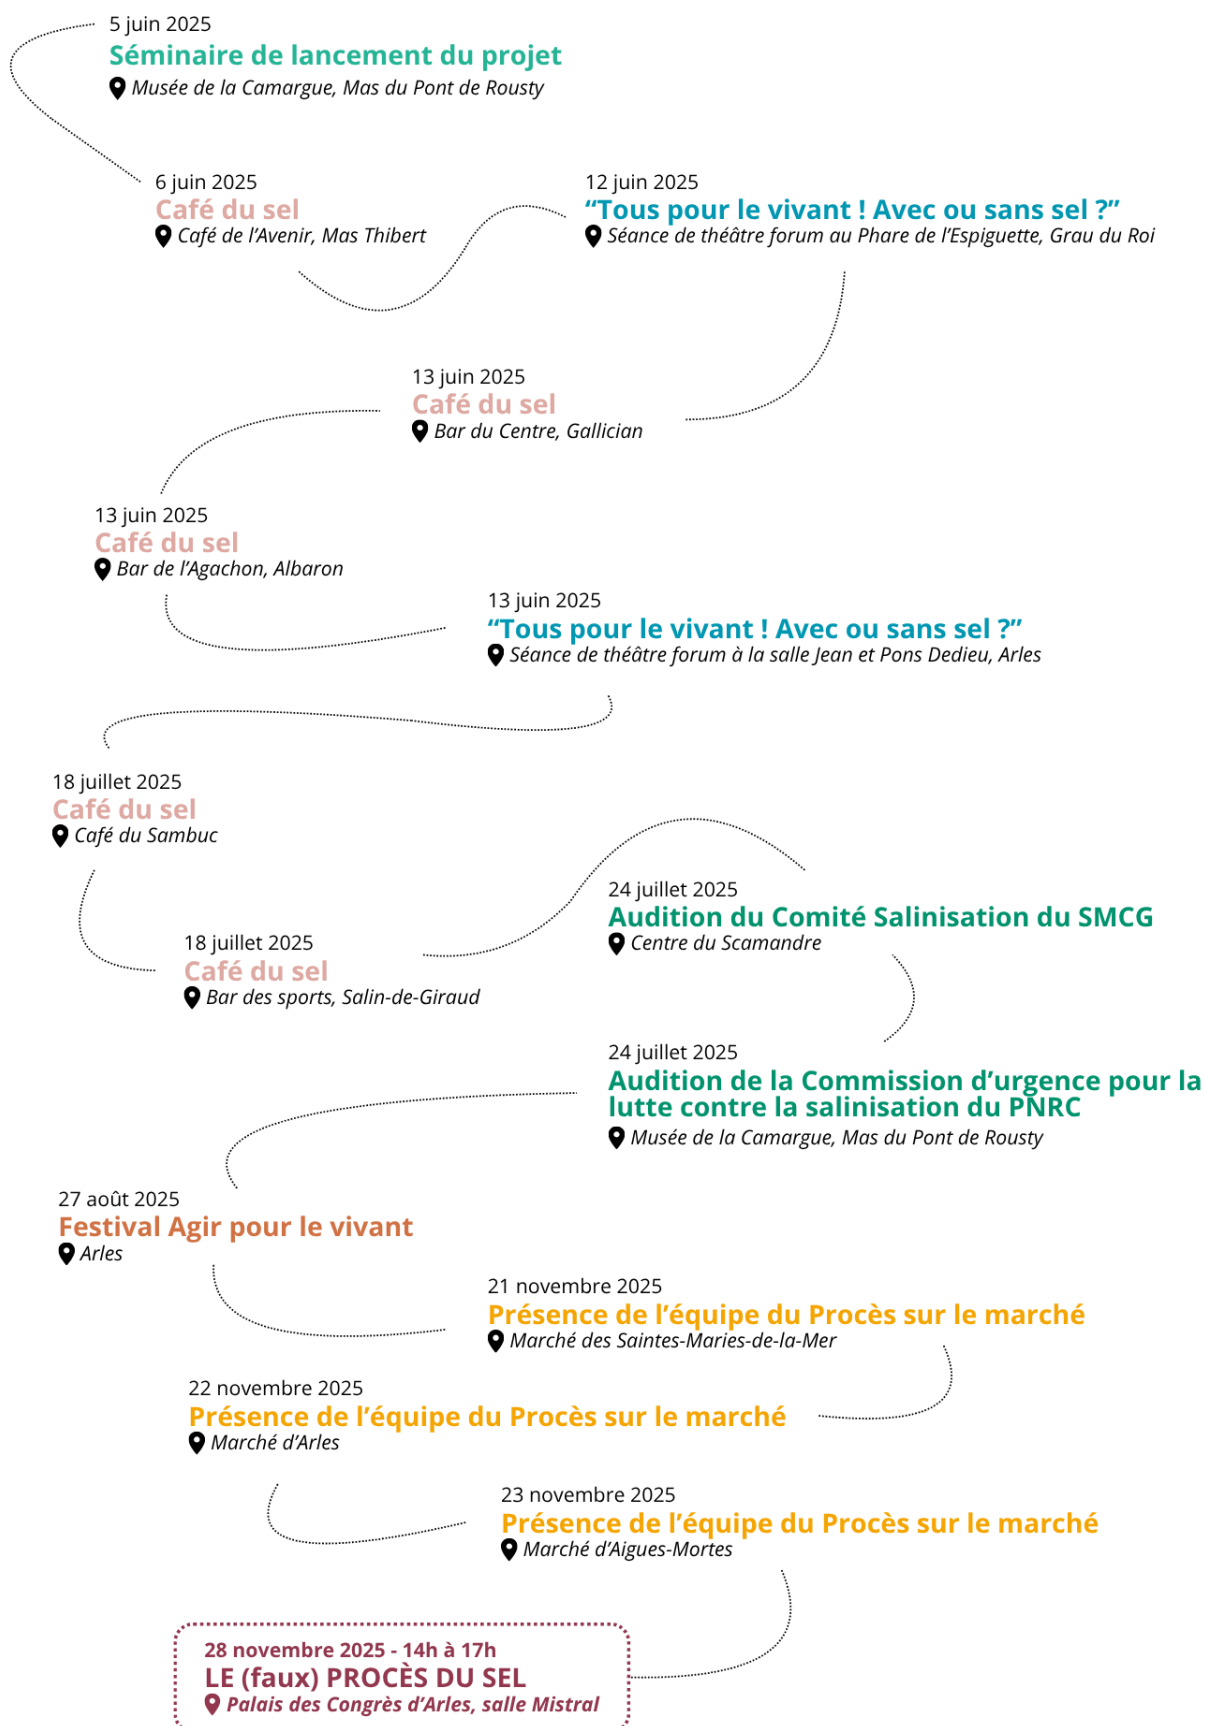 5 juin 2025
Séminaire de lancement du projet
Musée de la Camargue, Mas du Pont de Rousty
6 juin 2025
Café du sel
Café de l’Avenir, Mas Thibert
12 juin 2025
“Tous pour le vivant ! Avec ou sans sel ?”
Séance de théâtre forum au Phare de l’Espiguette, Grau du Roi
13 juin 2025
Café du sel
Bar du Centre, Gallician
13 juin 2025
Café du sel
Bar de l’Agachon, Albaron
13 juin 2025
“Tous pour le vivant ! Avec ou sans sel ?”
Séance de théâtre forum à la salle Jean et Pons Dedieu, Arles
18 juillet 2025
Café du sel
Café du Sambuc
18 juillet 2025
Café du sel
Bar des sports, Salin-de-Giraud
24 juillet 2025
Audition du Comité Salinisation du SMCG
Centre du Scamandre
24 juillet 2025
Audition de la Commission d’urgence pour la
lutte contre la salinisation du PNRC
Musée de la Camargue, Mas du Pont de Rousty
27 août 2025
Festival Agir pour le vivant
Arles
21 novembre 2025
Présence de l’équipe du Procès sur le marché
Marché des Saintes-Maries-de-la-Mer
22 novembre 2025
Présence de l’équipe du Procès sur le marché
Marché d’Arles
23 novembre 2025
Présence de l’équipe du Procès sur le marché
Marché d’Aigues-Mortes
28 novembre 2025 - 14h à 17h
LE (faux) PROCÈS DU SEL
Palais des Congrès d’Arles, salle Mistral